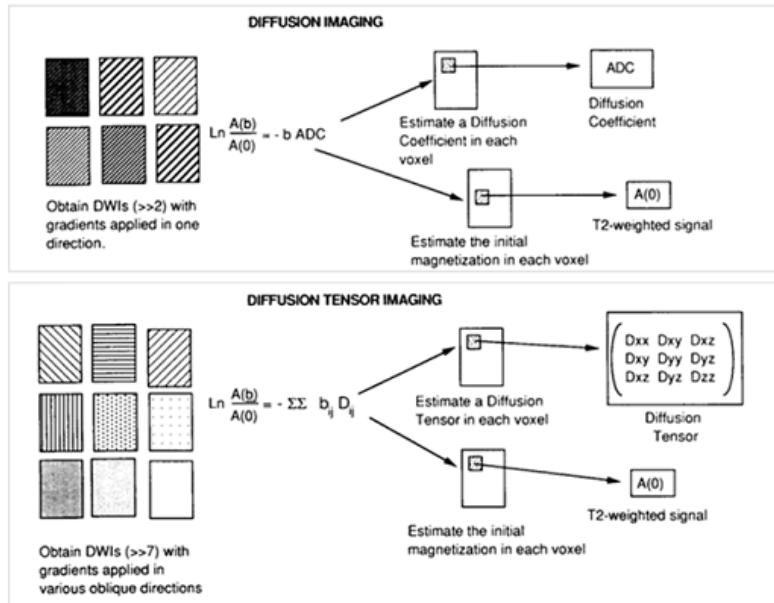 DIFFUSION IMAGING
Ln A(b)/A(0) = - b ADC
Obtain DWIs (>>2) with
gradients applied in one
direction.
Estimate a Diffusion
Coefficient in each
voxel
ADC
Diffusion
Coefficient
Estimate the initial
magnetization in each voxel
A(0)
T2-weighted signal
DIFFUSION TENSOR IMAGING
Ln A(b)/A(0) = - ΣΣ b_ij D_ij
Obtain DWIs (>>7) with
gradients applied in
various oblique directions
Estimate a Diffusion
Tensor in each voxel
Dxx Dxy Dxz
Dxy Dyy Dyz
Dxz Dyz Dzz
Diffusion
Tensor
Estimate the initial
magnetization in each voxel
A(0)
T2-weighted signal